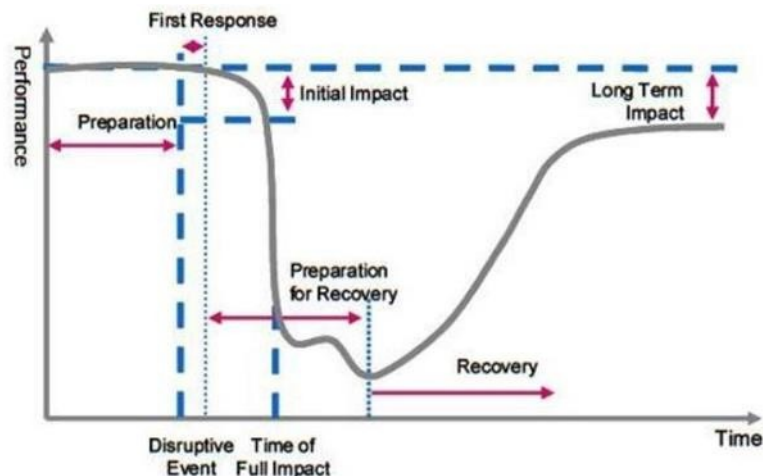 First Response
Performance
Initial Impact
Long Term
Impact
Preparation
Preparation
for Recovery
Recovery
Time
Disruptive
Event
Time of
Full Impact